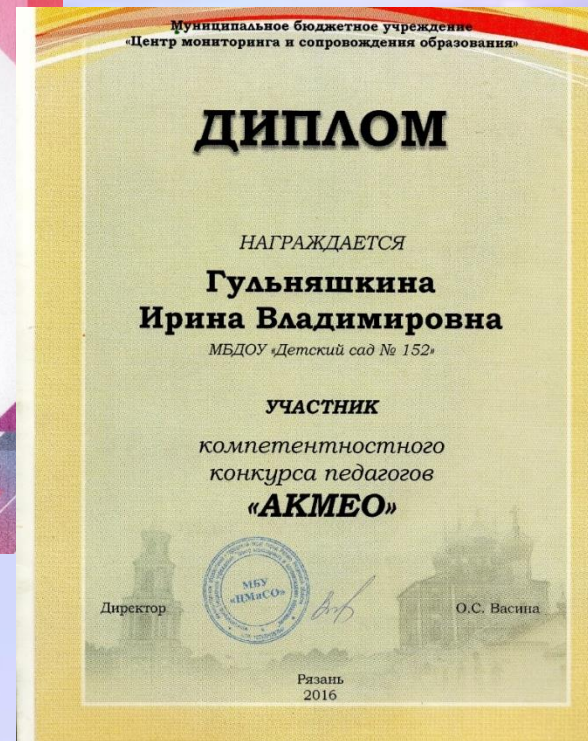 Муниципальное бюджетное учреждение
«Центр мониторинга и сопровождения образования»
ДИПЛОМ
НАГРАЖДАЕТСЯ
Гульняшкина
Ирина Владимировна
МБДОУ «Детский сад № 152»
УЧАСТНИК
компетентностного
конкурса педагогов
«АКМЕО»
МБУ
«ЦМиСО»
Директор
О.С. Васина
Рязань
2016